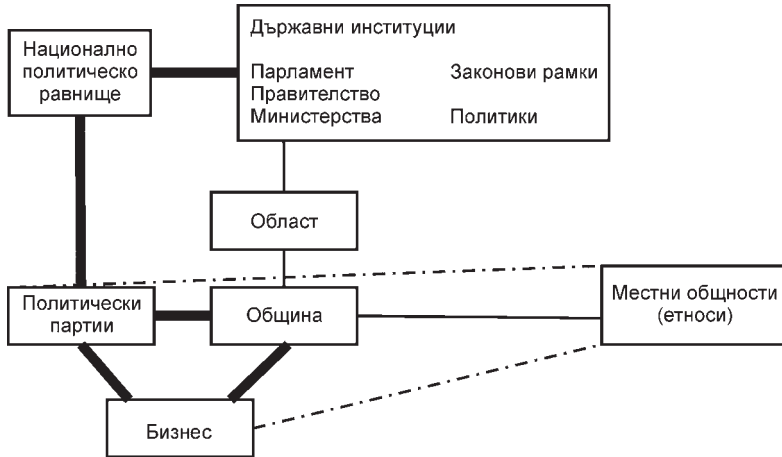 Национално
политическо
равнище
Държавни институции
Парламент Законови рамки
Правителство
Министерства Политики
Област
Политически
партии
Община
Местни общности
(етноси)
Бизнес